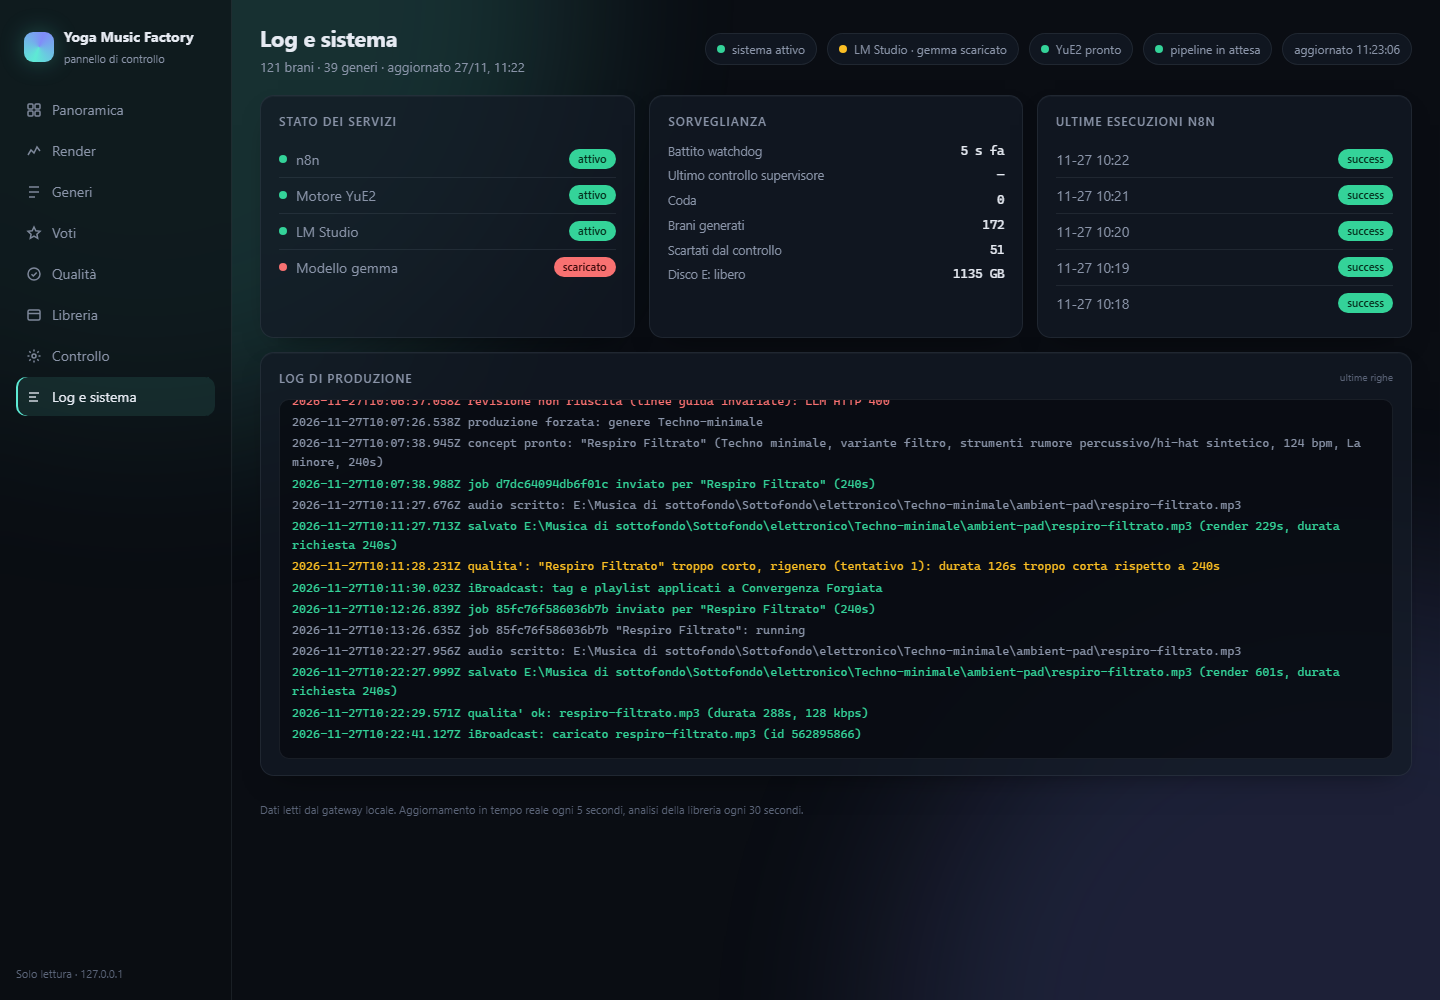 Yoga Music Factory
pannello di controllo
Panoramica
Render
Generi
Voti
Qualità
Libreria
Controllo
Log e sistema
Solo lettura · 127.0.0.1
Log e sistema
121 brani · 39 generi · aggiornato 27/11, 11:22
sistema attivo
LM Studio · gemma scaricato
YuE2 pronto
pipeline in attesa
aggiornato 11:23:06
STATO DEI SERVIZI
n8n attivo
Motore YuE2 attivo
LM Studio attivo
Modello gemma scaricato
SORVEGLIANZA
Battito watchdog 5 s fa
Ultimo controllo supervisore —
Coda 0
Brani generati 172
Scartati dal controllo 51
Disco E: libero 1135 GB
ULTIME ESECUZIONI N8N
11-27 10:22 success
11-27 10:21 success
11-27 10:20 success
11-27 10:19 success
11-27 10:18 success
LOG DI PRODUZIONE
ultime righe
2026-11-27T10:06:37.058Z revisione non riuscita (linee guida invariate): LLM HTTP 400
2026-11-27T10:07:26.538Z produzione forzata: genere Techno-minimale
2026-11-27T10:07:38.945Z concept pronto: "Respiro Filtrato" (Techno minimale, variante filtro, strumenti rumore percussivo/hi-hat sintetico, 124 bpm, La
minore, 240s)
2026-11-27T10:07:38.988Z job d7dc64094db6f01c inviato per "Respiro Filtrato" (240s)
2026-11-27T10:11:27.676Z audio scritto: E:\Musica di sottofondo\Sottofondo\elettronico\Techno-minimale\ambient-pad\respiro-filtrato.mp3
2026-11-27T10:11:27.713Z salvato E:\Musica di sottofondo\Sottofondo\elettronico\Techno-minimale\ambient-pad\respiro-filtrato.mp3 (render 229s, durata
richiesta 240s)
2026-11-27T10:11:28.231Z qualita': "Respiro Filtrato" troppo corto, rigenero (tentativo 1): durata 126s troppo corta rispetto a 240s
2026-11-27T10:11:30.023Z iBroadcast: tag e playlist applicati a Convergenza Forgiata
2026-11-27T10:12:26.839Z job 85fc76f586036b7b inviato per "Respiro Filtrato" (240s)
2026-11-27T10:13:26.635Z job 85fc76f586036b7b "Respiro Filtrato": running
2026-11-27T10:22:27.956Z audio scritto: E:\Musica di sottofondo\Sottofondo\elettronico\Techno-minimale\ambient-pad\respiro-filtrato.mp3
2026-11-27T10:22:27.999Z salvato E:\Musica di sottofondo\Sottofondo\elettronico\Techno-minimale\ambient-pad\respiro-filtrato.mp3 (render 601s, durata
richiesta 240s)
2026-11-27T10:22:29.571Z qualita' ok: respiro-filtrato.mp3 (durata 288s, 128 kbps)
2026-11-27T10:22:41.127Z iBroadcast: caricato respiro-filtrato.mp3 (id 562895866)
Dati letti dal gateway locale. Aggiornamento in tempo reale ogni 5 secondi, analisi della libreria ogni 30 secondi.